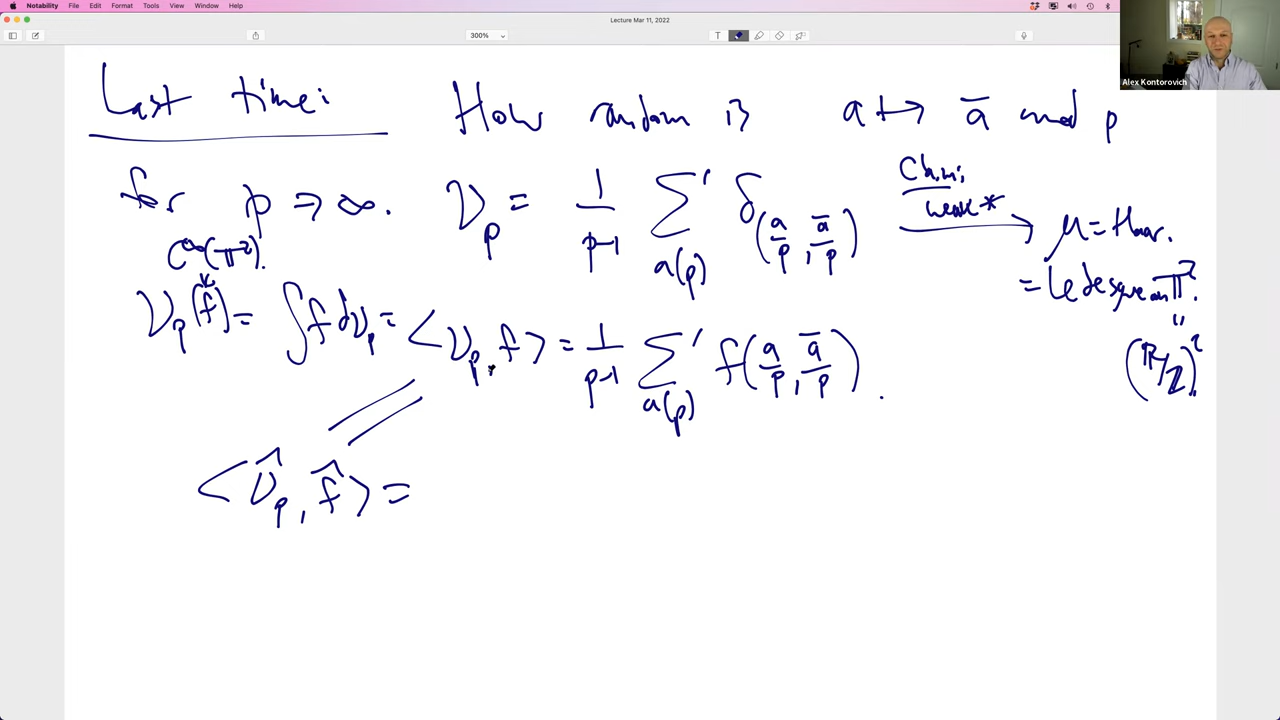 Notability File Edit Format View Tools Window Help
Lecture Mar 11, 2022
300%
T
Alex Kontorovich
Last time: How random is a ↔ ā mod p
for p → ∞. ν_p = 1/(p-1) Σ'_{a(p)} δ_{(a/p, ā/p)} Claim: weak* → μ = Haar.
= Lebesgue on 𝕋².
= (ℝ/ℤ)².
C^∞(𝕋²).
ν_p(f) = ∫ f dν_p = <ν_p, f> = 1/(p-1) Σ'_{a(p)} f(a/p, ā/p).
<ν̂_p, f̂> =